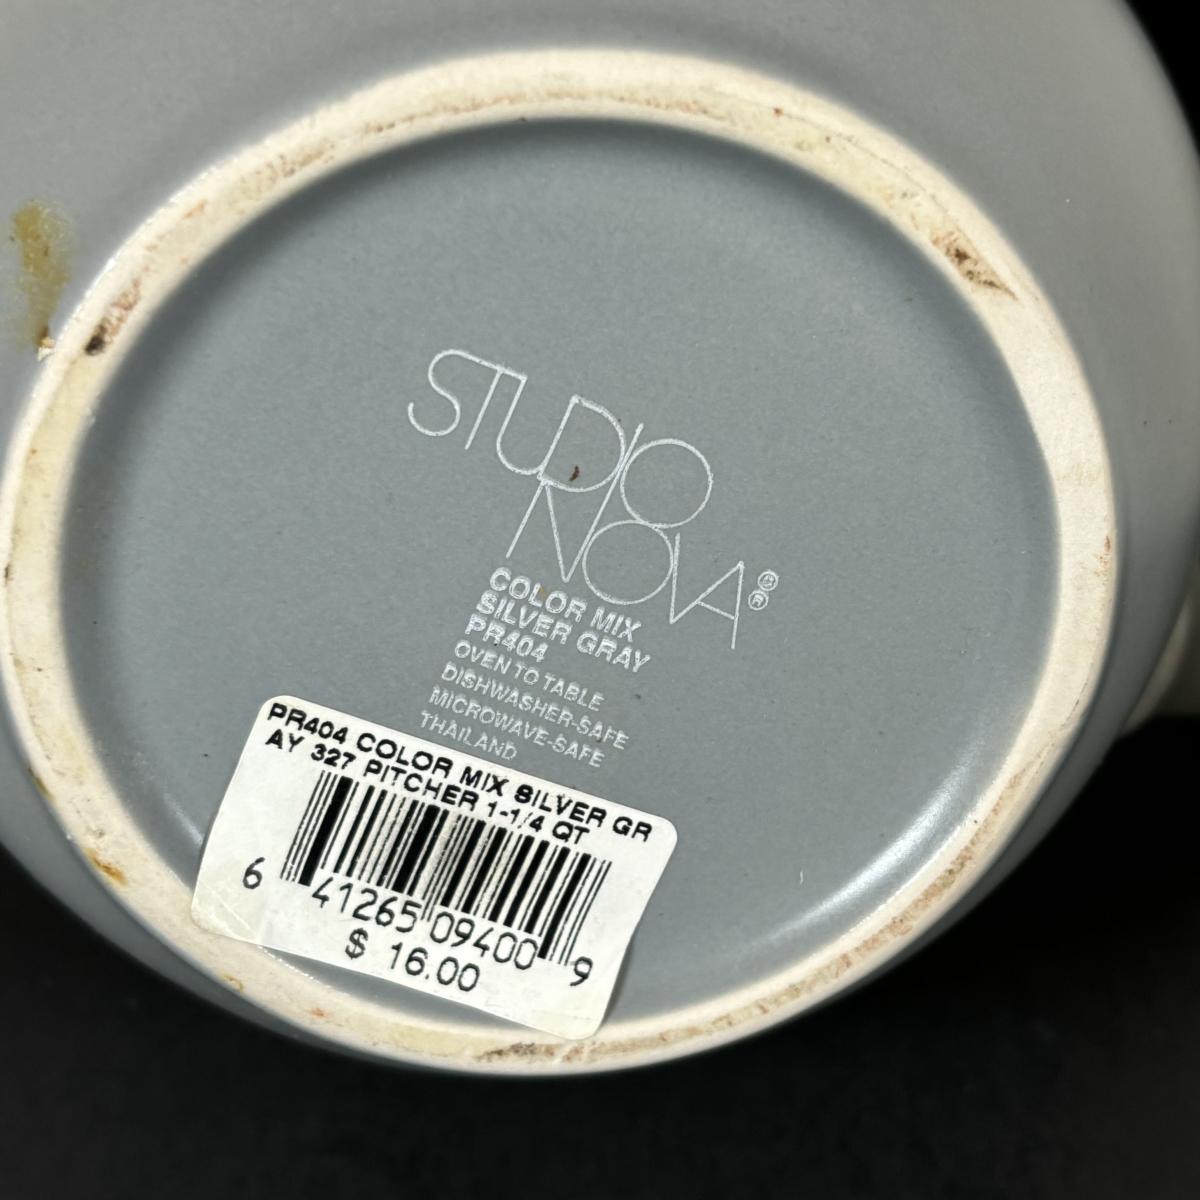 STUDIO
NOVA ®
COLOR MIX
SILVER GRAY
PR404
OVEN TO TABLE
DISHWASHER-SAFE
MICROWAVE-SAFE
THAILAND
PR404 COLOR MIX SILVER GR
AY 327 PITCHER 1-1/4 QT
6 41265 09400 9
$ 16.00